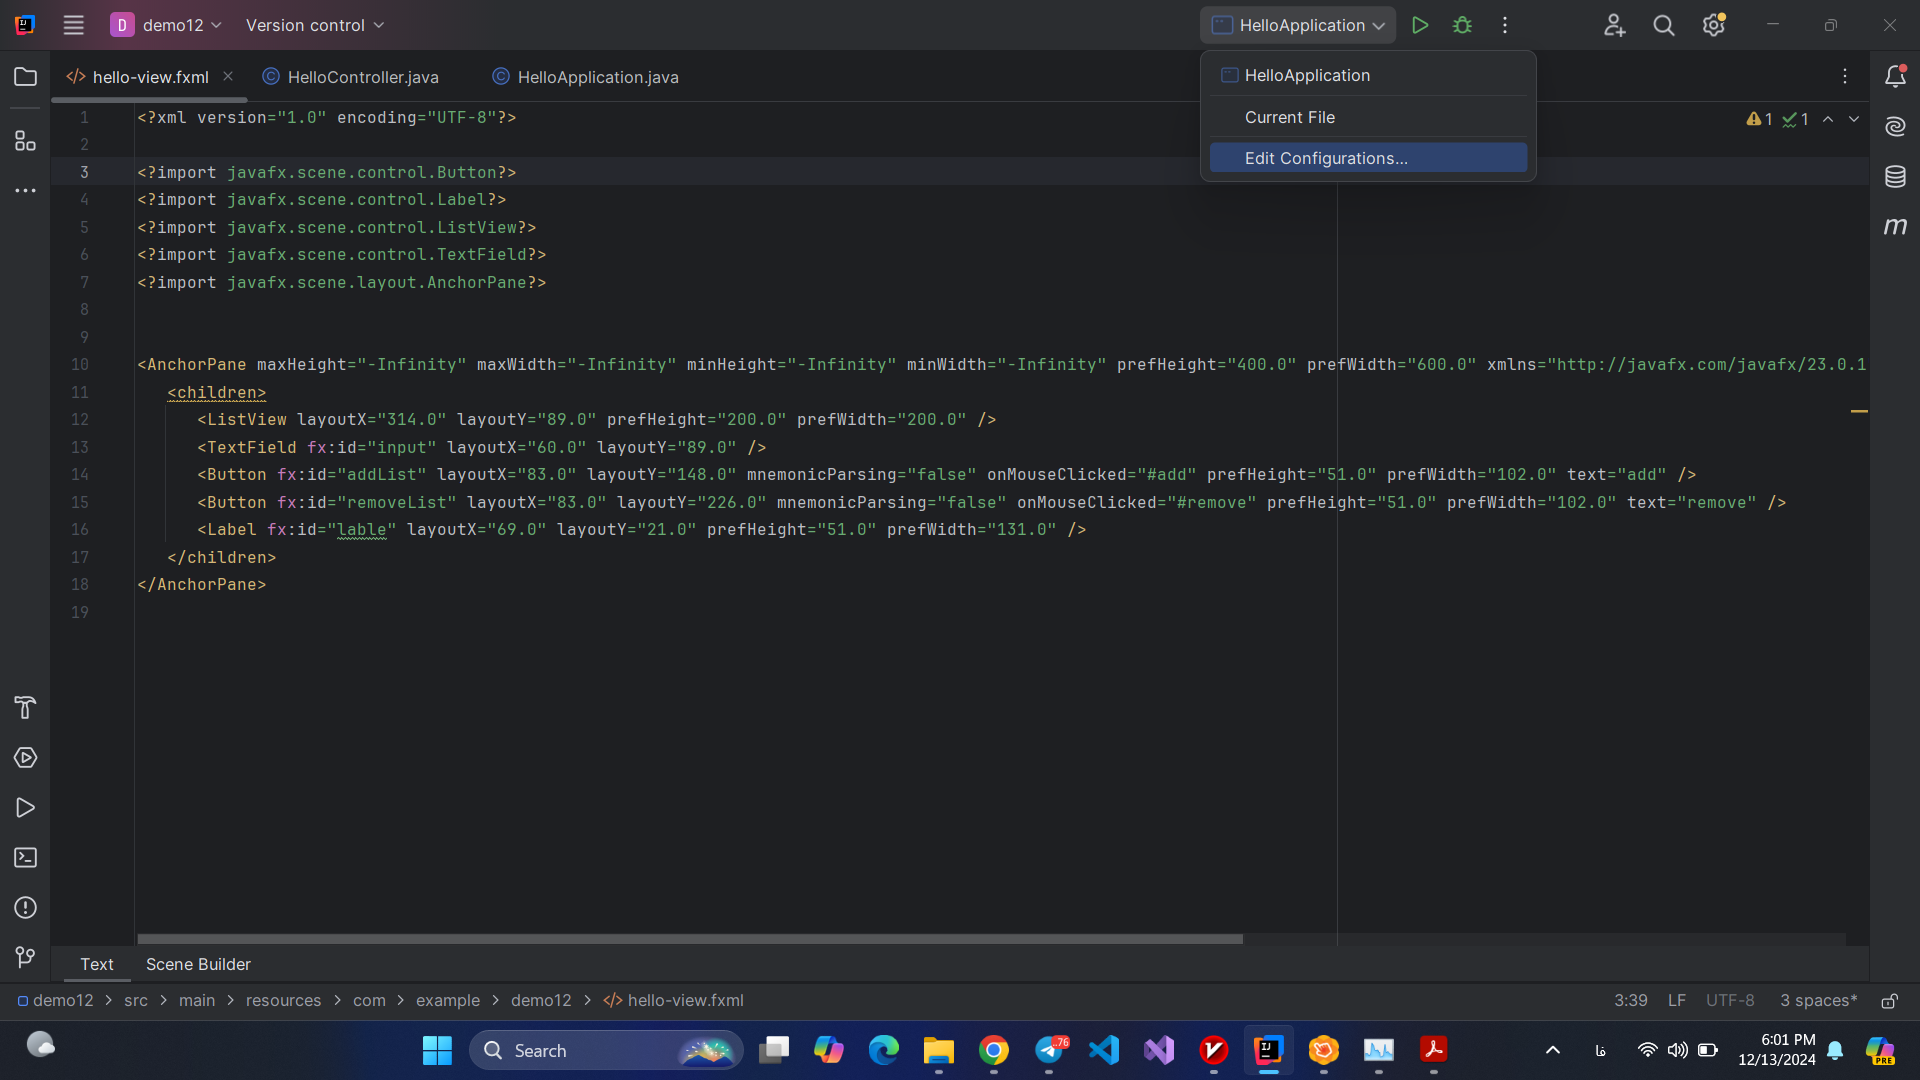 D demo12 Version control HelloApplication
hello-view.fxml HelloController.java HelloApplication.java
HelloApplication
Current File
Edit Configurations...
1 1
1 <?xml version="1.0" encoding="UTF-8"?>
2
3 <?import javafx.scene.control.Button?>
4 <?import javafx.scene.control.Label?>
5 <?import javafx.scene.control.ListView?>
6 <?import javafx.scene.control.TextField?>
7 <?import javafx.scene.layout.AnchorPane?>
8
9
10 <AnchorPane maxHeight="-Infinity" maxWidth="-Infinity" minHeight="-Infinity" minWidth="-Infinity" prefHeight="400.0" prefWidth="600.0" xmlns="http://javafx.com/javafx/23.0.1
11 <children>
12 <ListView layoutX="314.0" layoutY="89.0" prefHeight="200.0" prefWidth="200.0" />
13 <TextField fx:id="input" layoutX="60.0" layoutY="89.0" />
14 <Button fx:id="addList" layoutX="83.0" layoutY="148.0" mnemonicParsing="false" onMouseClicked="#add" prefHeight="51.0" prefWidth="102.0" text="add" />
15 <Button fx:id="removeList" layoutX="83.0" layoutY="226.0" mnemonicParsing="false" onMouseClicked="#remove" prefHeight="51.0" prefWidth="102.0" text="remove" />
16 <Label fx:id="lable" layoutX="69.0" layoutY="21.0" prefHeight="51.0" prefWidth="131.0" />
17 </children>
18 </AnchorPane>
19
m
Text Scene Builder
demo12 > src > main > resources > com > example > demo12 > hello-view.fxml 3:39 LF UTF-8 3 spaces*
Search ..76 IJ فا 6:01 PM PRE
12/13/2024